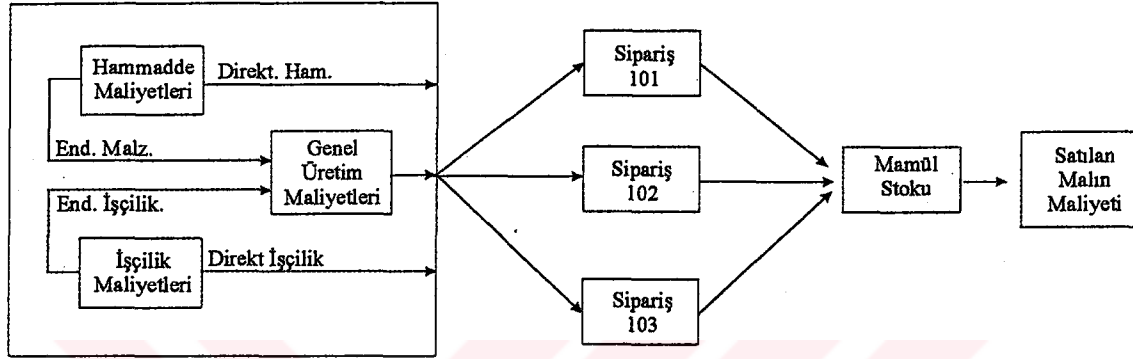 Hammadde
Maliyetleri
Direkt. Ham.
End. Malz.
Genel
Üretim
Maliyetleri
End. İşçilik.
İşçilik
Maliyetleri
Direkt İşçilik
Sipariş
101
Sipariş
102
Sipariş
103
Mamûl
Stoku
Satılan
Malın
Maliyeti